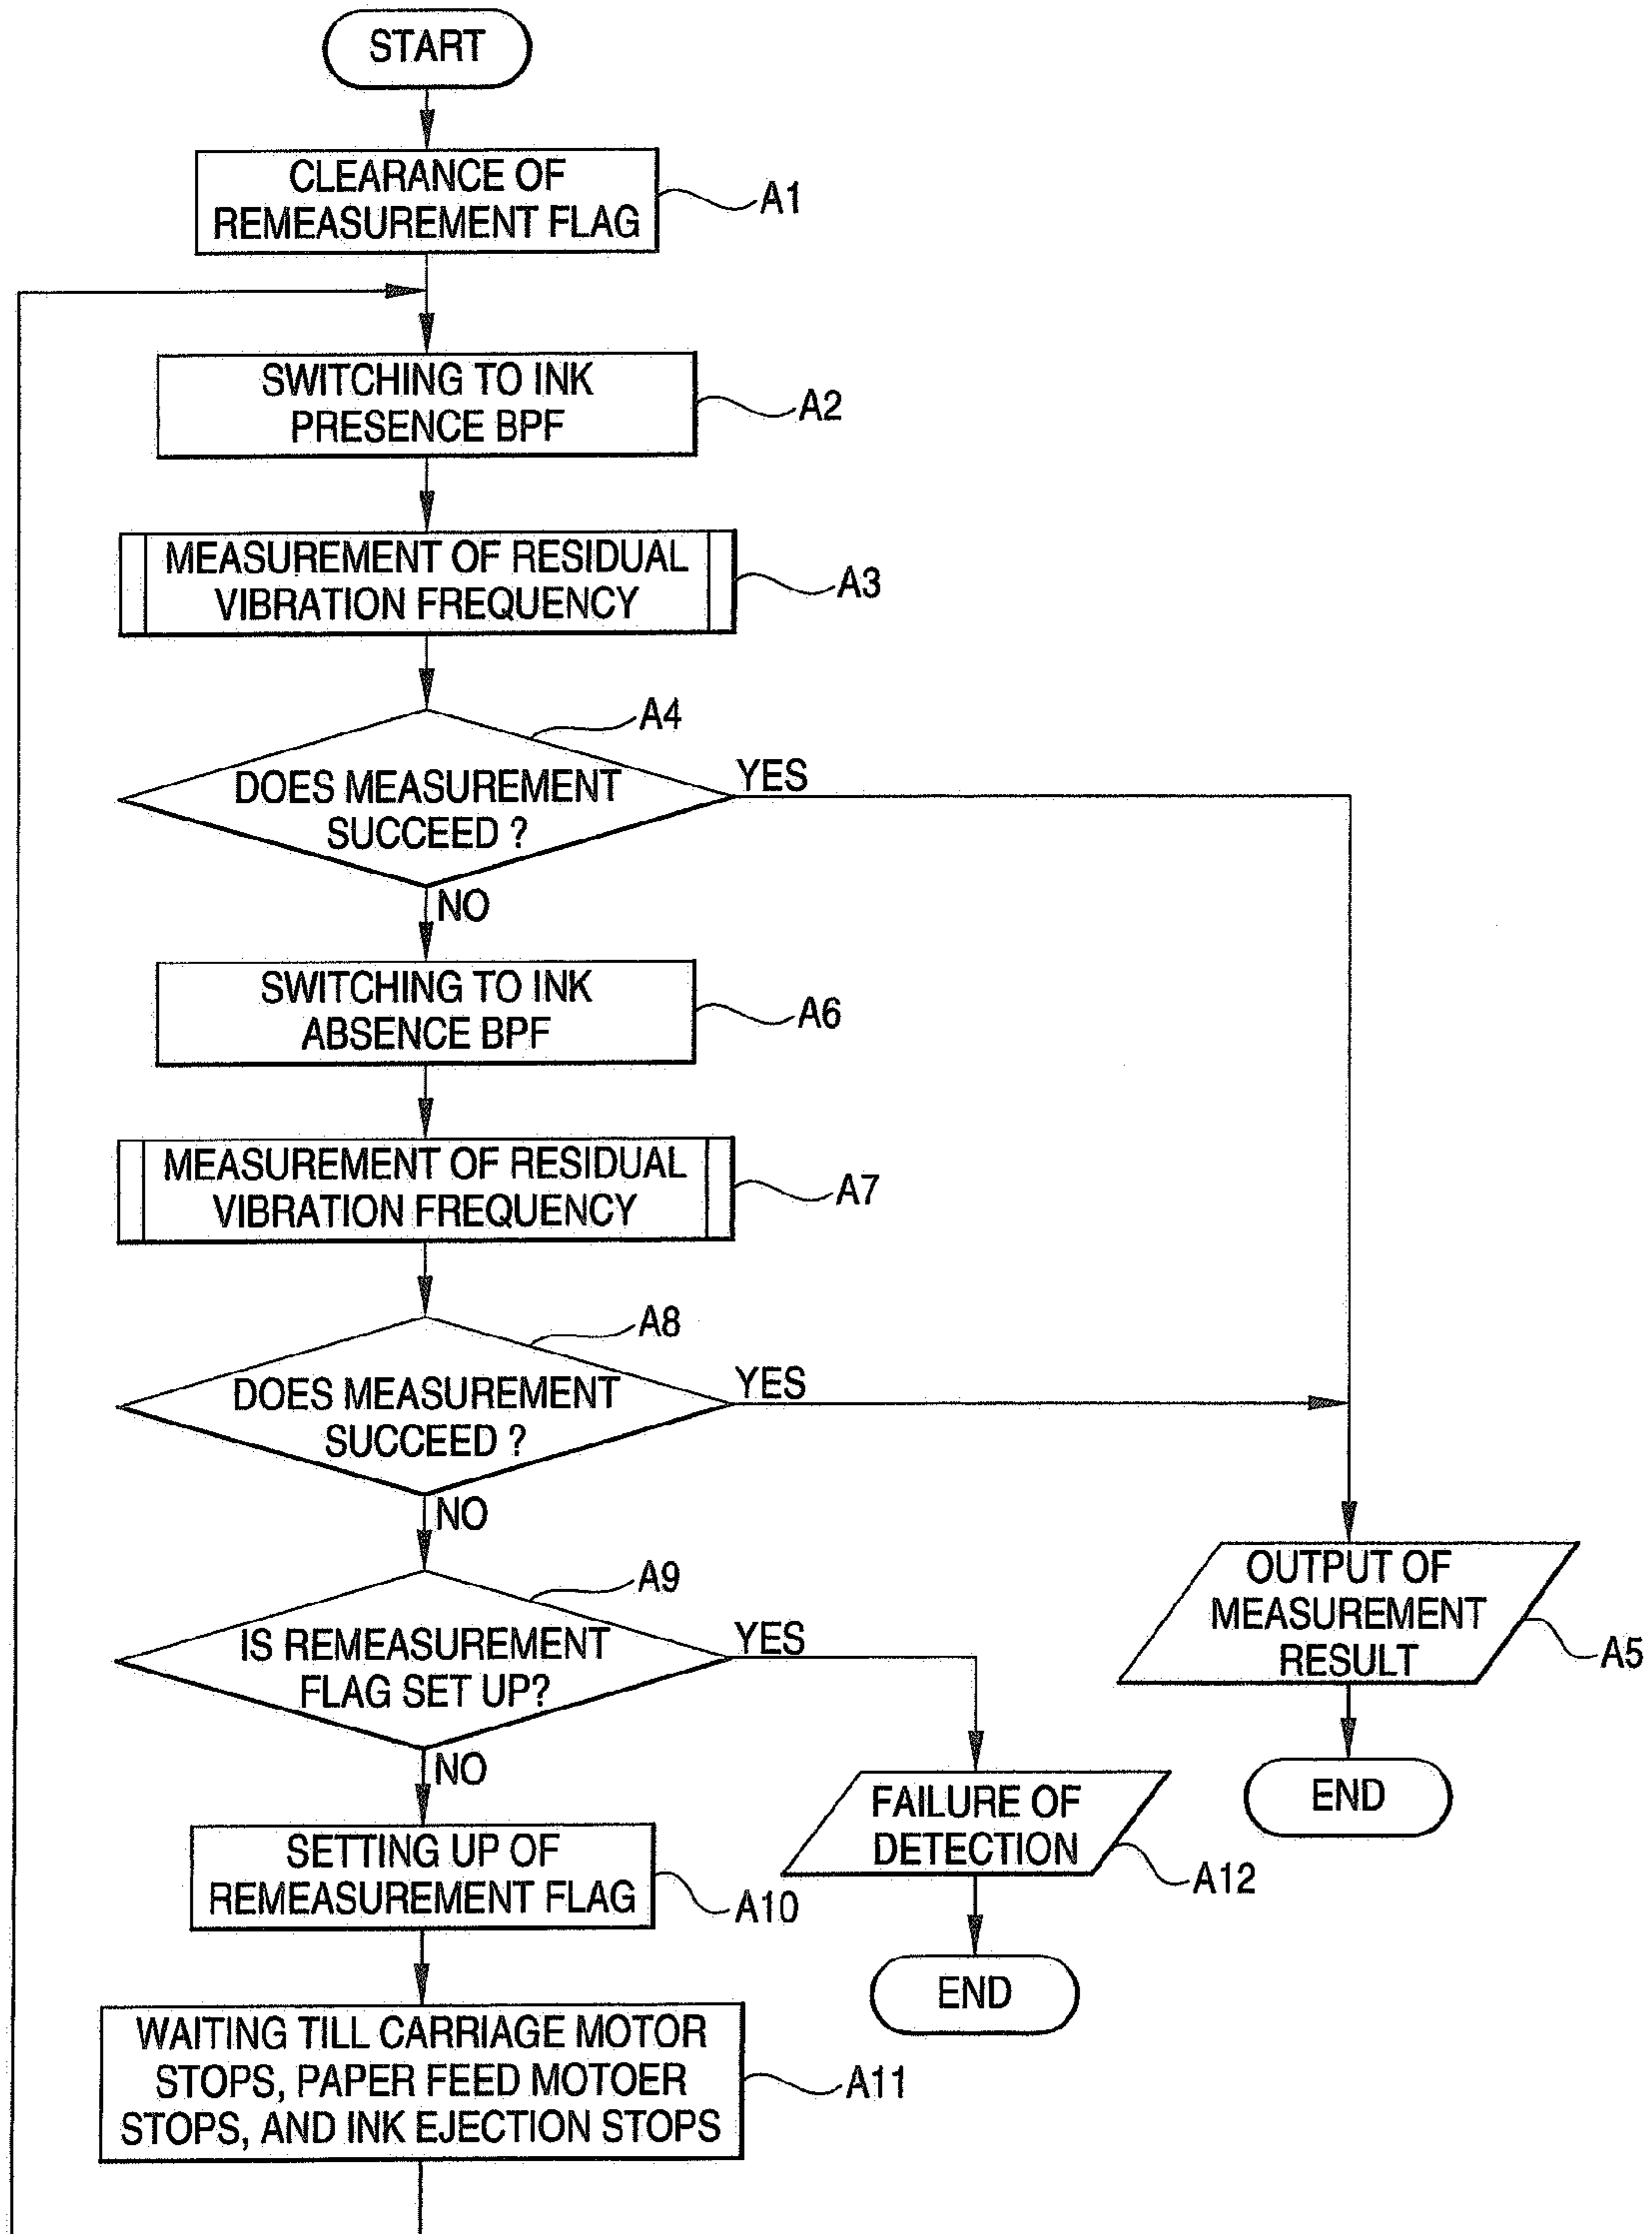 START
CLEARANCE OF
REMEASUREMENT FLAG
A1
SWITCHING TO INK
PRESENCE BPF
A2
MEASUREMENT OF RESIDUAL
VIBRATION FREQUENCY
A3
A4
DOES MEASUREMENT
SUCCEED ?
YES
NO
SWITCHING TO INK
ABSENCE BPF
A6
MEASUREMENT OF RESIDUAL
VIBRATION FREQUENCY
A7
A8
DOES MEASUREMENT
SUCCEED ?
YES
NO
A9
IS REMEASUREMENT
FLAG SET UP?
YES
NO
OUTPUT OF
MEASUREMENT
RESULT
A5
END
FAILURE OF
DETECTION
A12
END
SETTING UP OF
REMEASUREMENT FLAG
A10
WAITING TILL CARRIAGE MOTOR
STOPS, PAPER FEED MOTOER
STOPS, AND INK EJECTION STOPS
A11